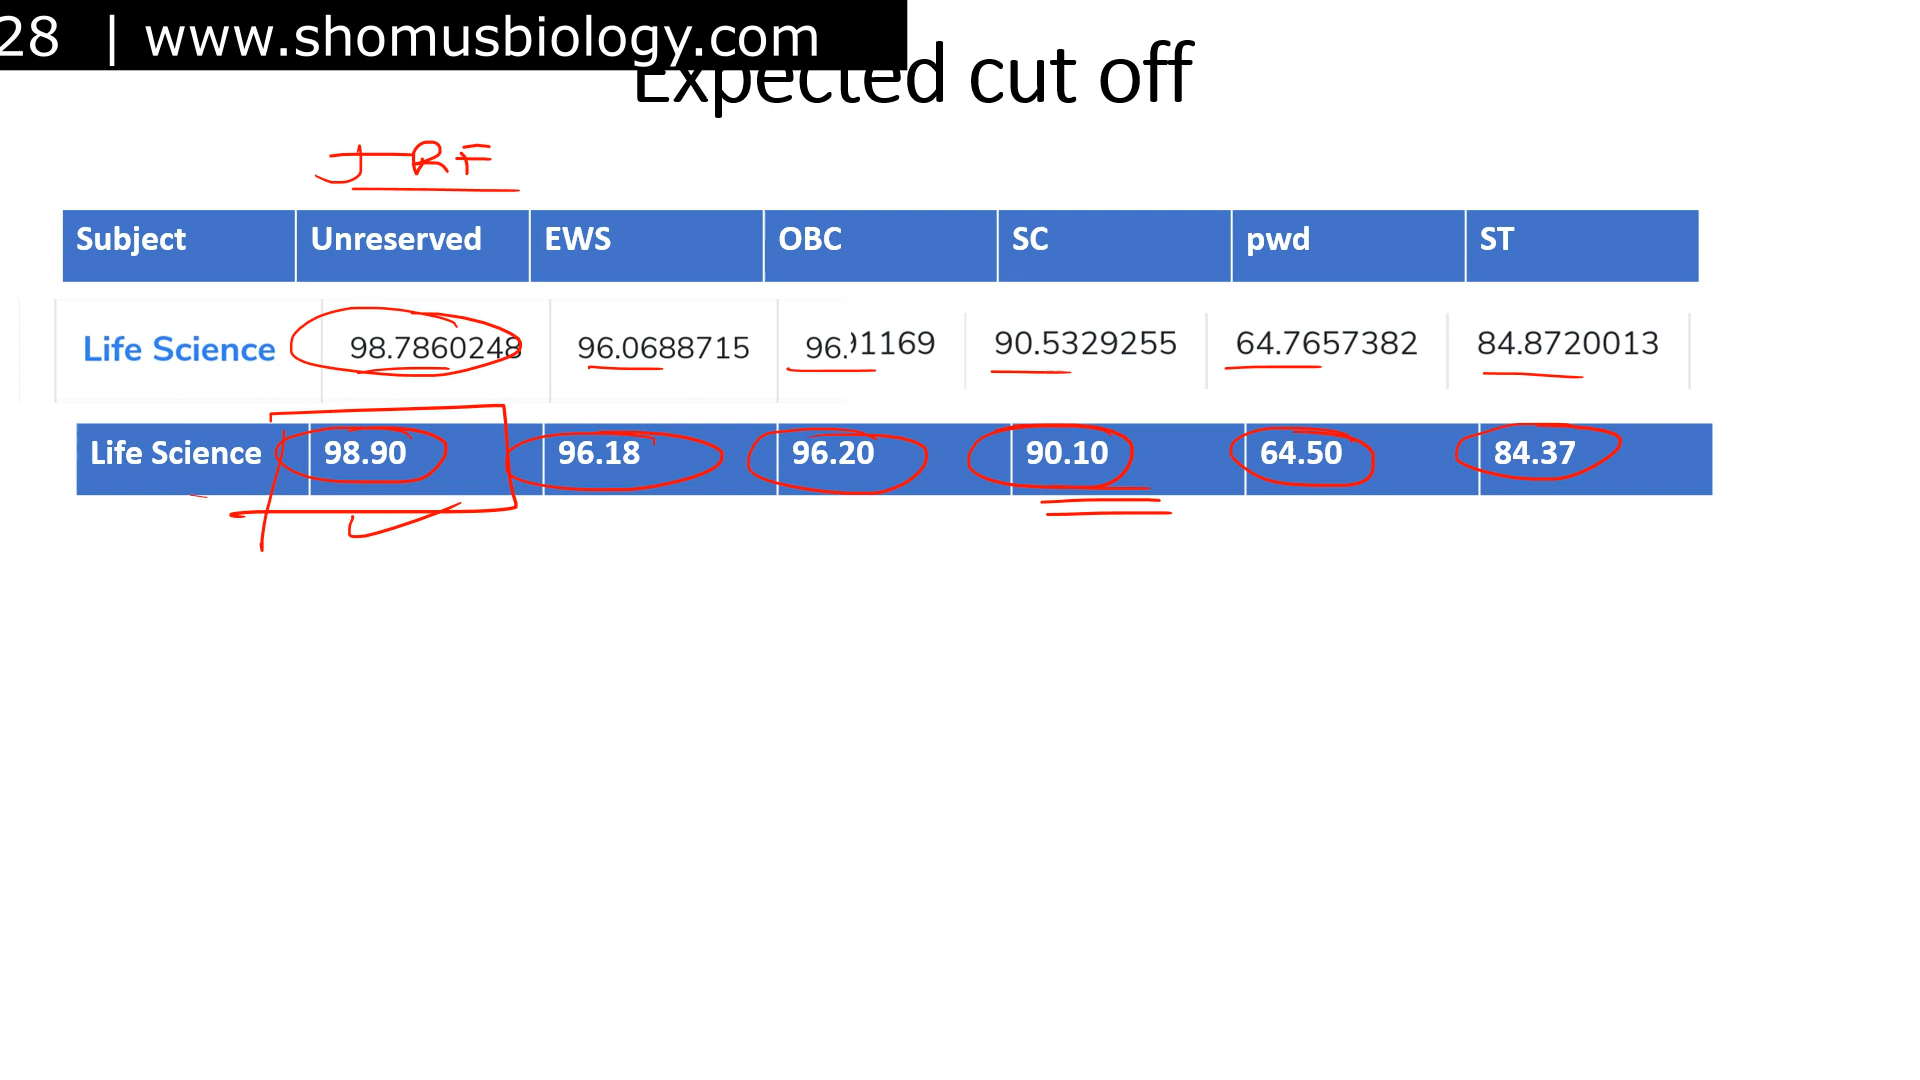 28 | www.shomusbiology.com
Expected cut off
JRF
Subject Unreserved EWS OBC SC pwd ST
Life Science 98.7860248 96.0688715 96.91169 90.5329255 64.7657382 84.8720013
Life Science 98.90 96.18 96.20 90.10 64.50 84.37